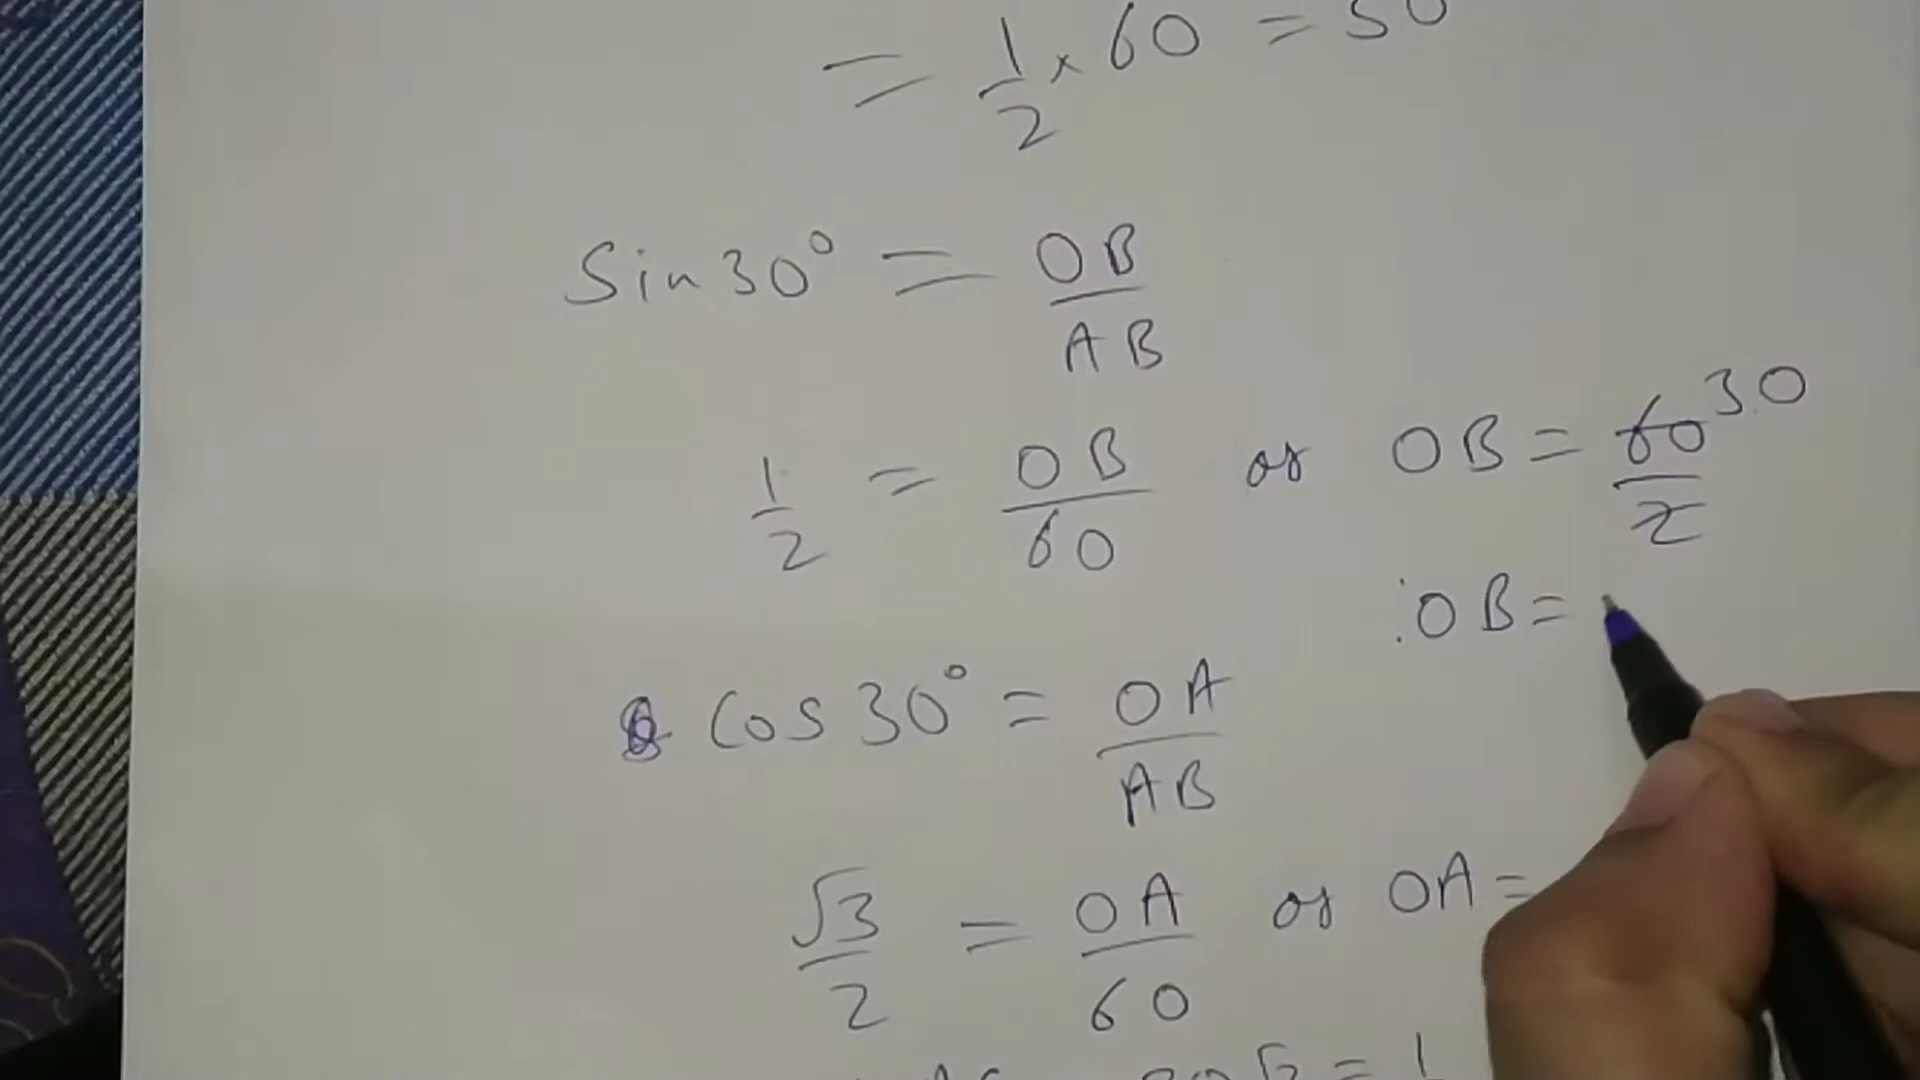 = 1/2 × 60 = 30
Sin 30° = OB/AB
1/2 = OB/60 or OB = 60/2 30
OB =
Cos 30° = OA/AB
√3/2 = OA/60 or OA =